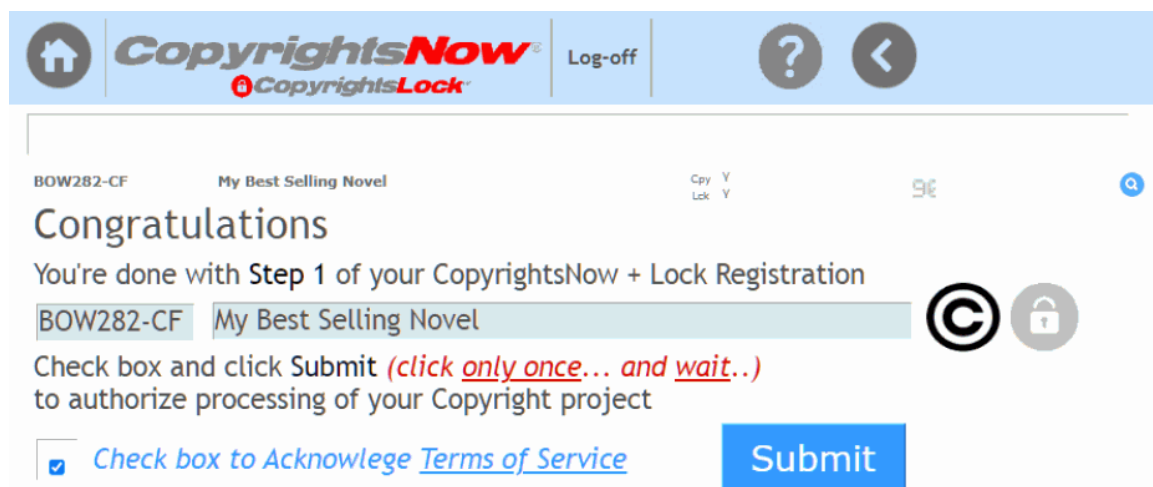 CopyrightsNow
CopyrightsLock
Log-off
?
BOW282-CF My Best Selling Novel Cpy Y
Lck Y
Congratulations
You're done with Step 1 of your CopyrightsNow + Lock Registration
BOW282-CF My Best Selling Novel ©
Check box and click Submit (click only once... and wait..)
to authorize processing of your Copyright project
Check box to Acknowlege Terms of Service Submit